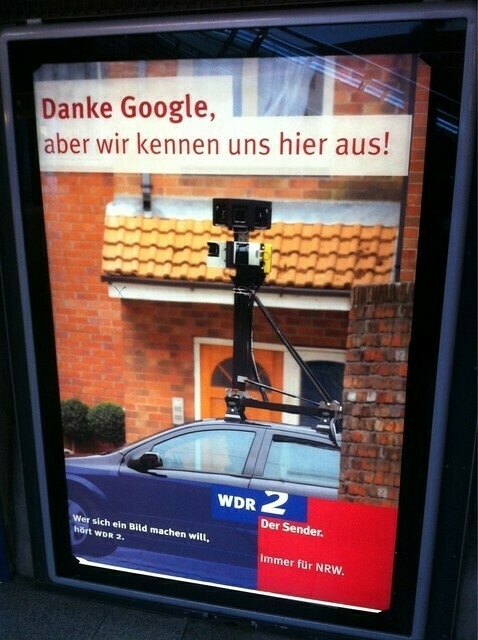 Danke Google,
aber wir kennen uns hier aus!
WDR 2
Der Sender.
Wer sich ein Bild machen will,
hört WDR 2.
Immer für NRW.